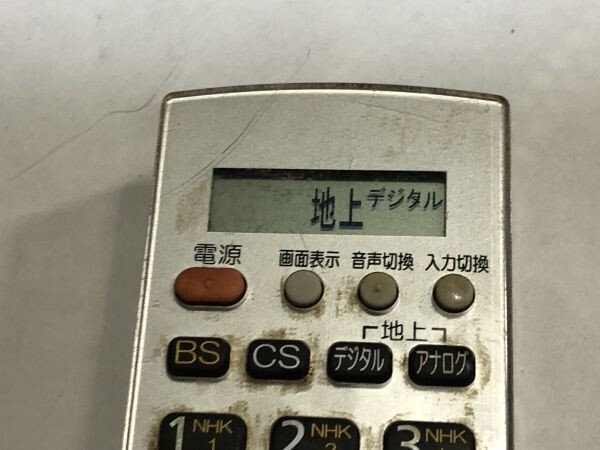 地上デジタル
電源 画面表示 音声切換 入力切換
地上
BS CS デジタル アナログ
1 NHK 2 NHK 3 NHK
1 2